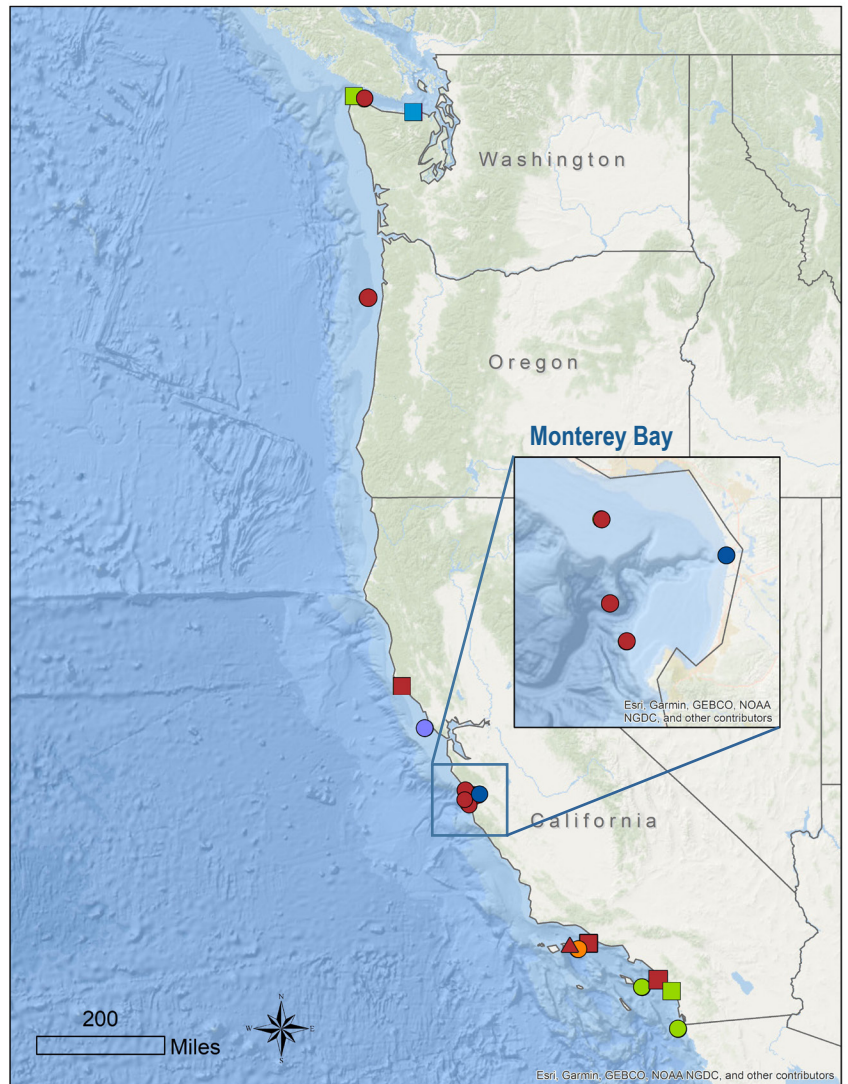 Washington
Oregon
Monterey Bay
Esri, Garmin, GEBCO, NOAA
NGDC, and other contributors
California
200
Miles
N
W
E
S
Esri, Garmin, GEBCO, NOAA NGDC, and other contributors